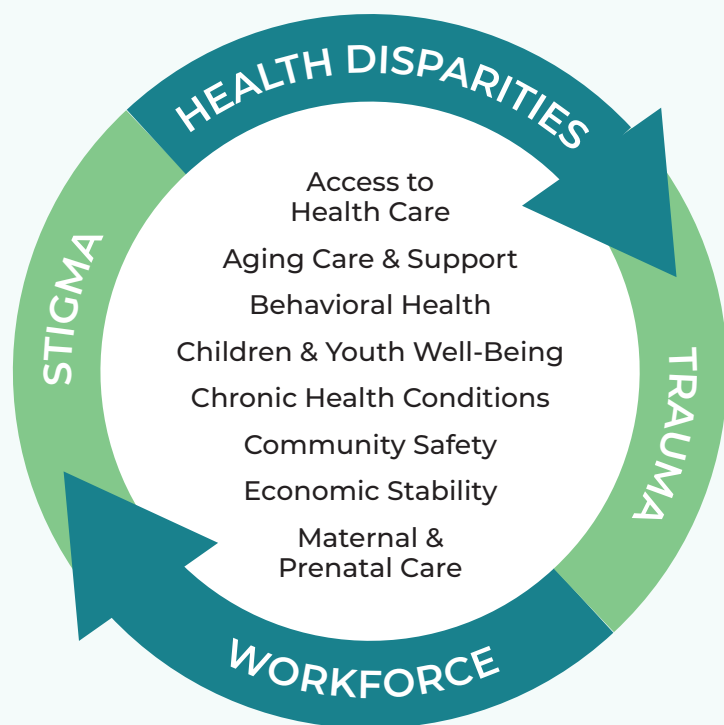 HEALTH DISPARITIES
Access to
Health Care
Aging Care & Support
Behavioral Health
Children & Youth Well-Being
Chronic Health Conditions
Community Safety
Economic Stability
Maternal &
Prenatal Care
TRAUMA
WORKFORCE
STIGMA